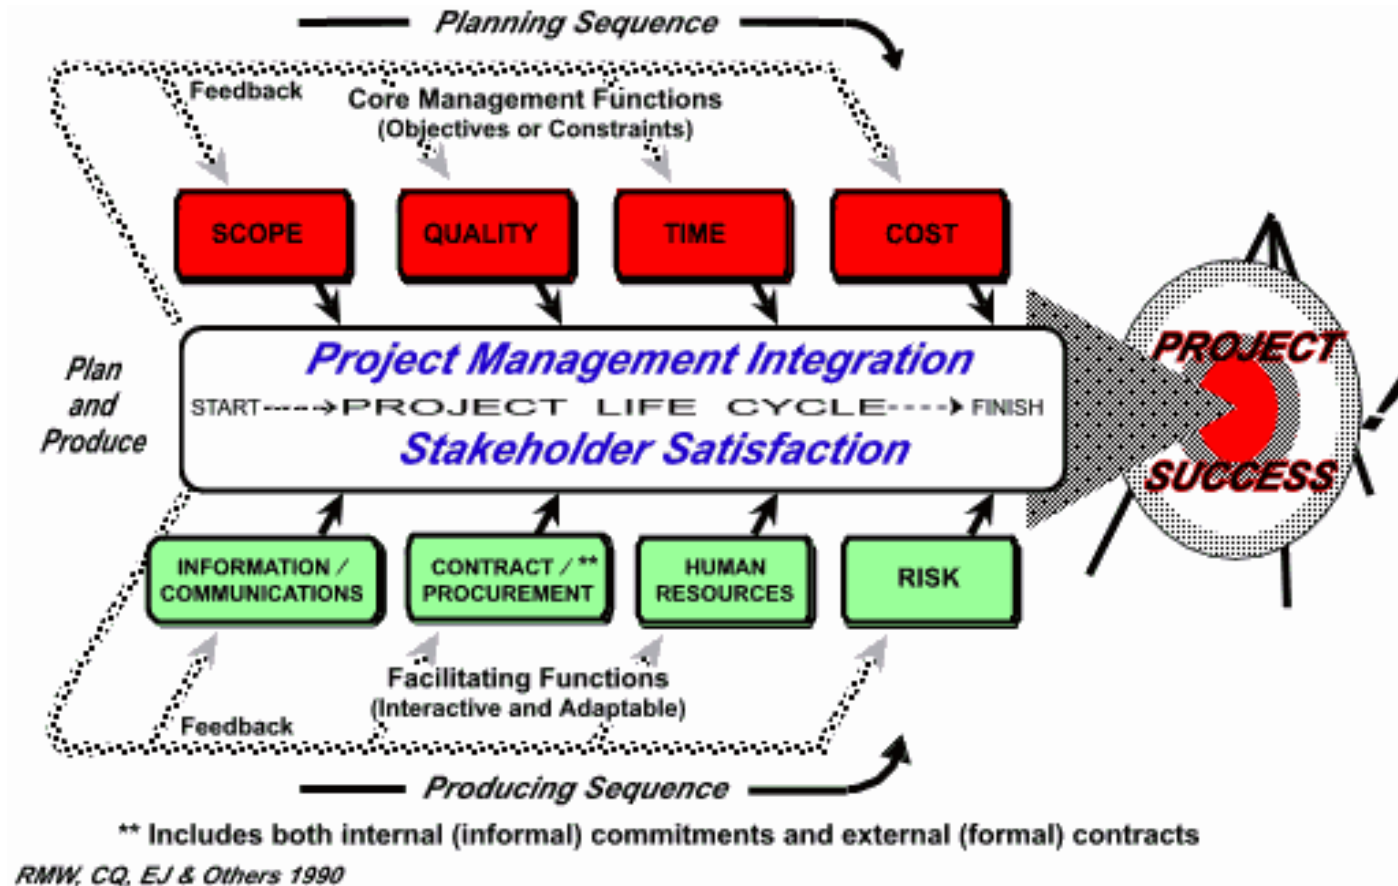 Planning Sequence
Feedback
Core Management Functions
(Objectives or Constraints)
SCOPE
QUALITY
TIME
COST
Plan
and
Produce
Project Management Integration
START PROJECT LIFE CYCLE FINISH
Stakeholder Satisfaction
PROJECT
SUCCESS
INFORMATION /
COMMUNICATIONS
CONTRACT / **
PROCUREMENT
HUMAN
RESOURCES
RISK
Facilitating Functions
(Interactive and Adaptable)
Feedback
Producing Sequence
** Includes both internal (informal) commitments and external (formal) contracts
RMW, CQ, EJ & Others 1990